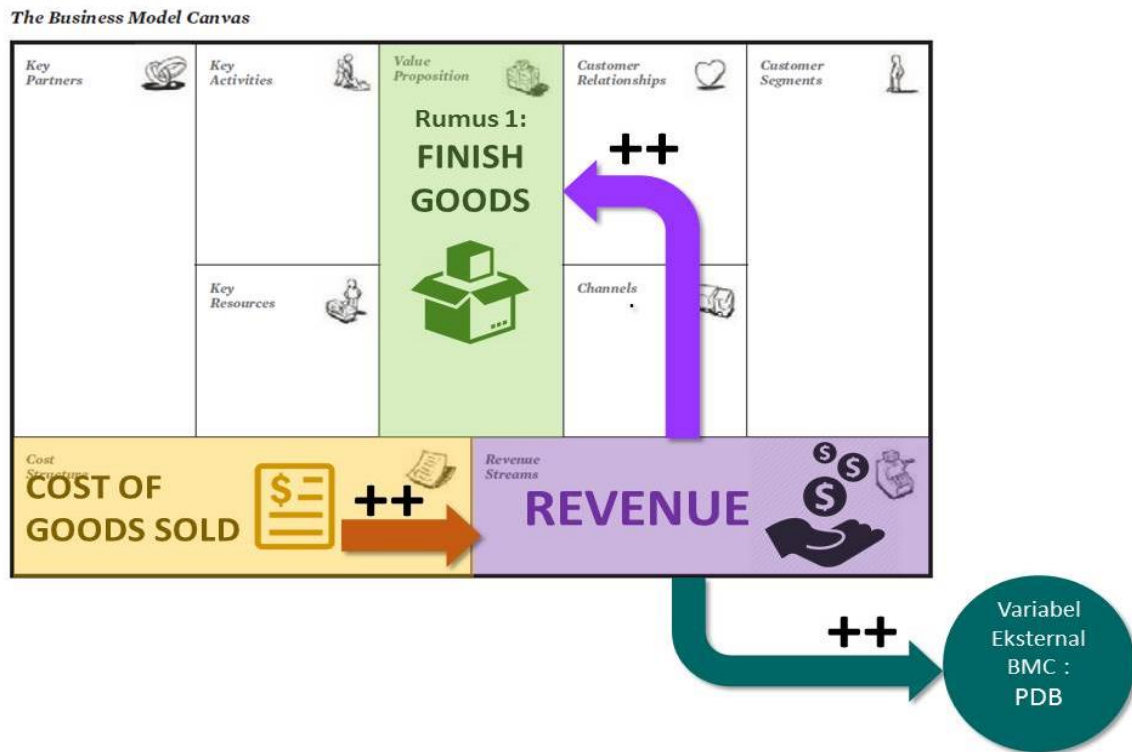 The Business Model Canvas
Key
Partners
Key
Activities
Value
Proposition
Customer
Relationships
Customer
Segments
Rumus 1:
FINISH
GOODS
++
Key
Resources
Channels
Cost
Structure
COST OF
GOODS SOLD
$
++
Revenue
Streams
REVENUE
$
$
$
++
Variabel
Eksternal
BMC :
PDB